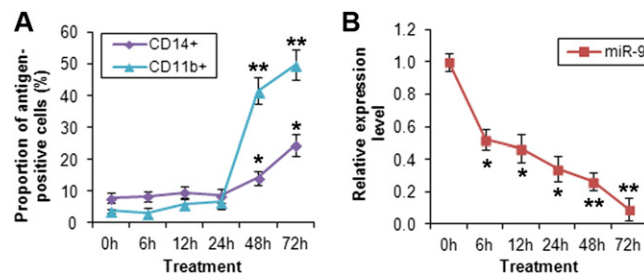 A
CD14+
CD11b+
Proportion of antigen-
positive cells (%)
60
50
40
30
20
10
0
**
**
*
*
0h 6h 12h 24h 48h 72h
Treatment
B
miR-9
Relative expression
level
1.2
1.0
0.8
0.6
0.4
0.2
0.0
*
*
*
**
**
0h 6h 12h 24h 48h 72h
Treatment